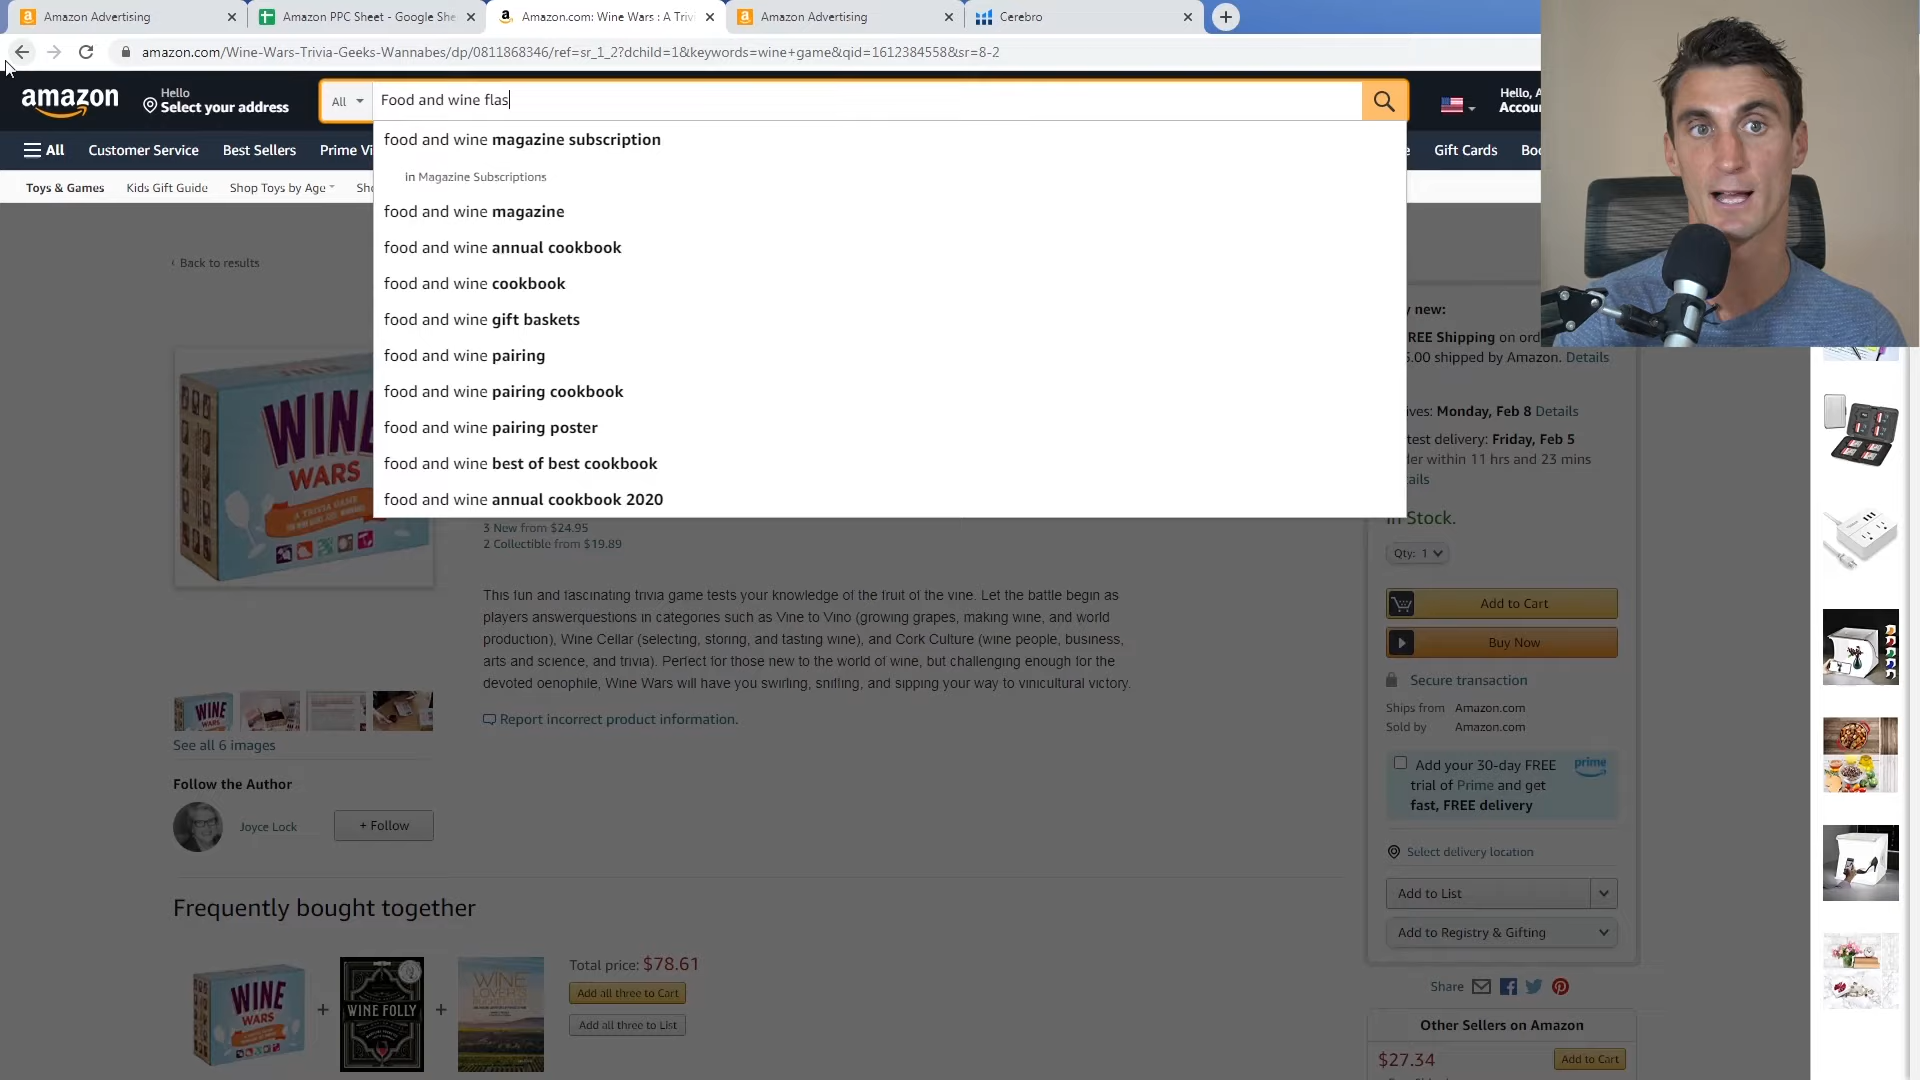 Amazon Advertising
Amazon PPC Sheet - Google She
Amazon.com: Wine Wars : A Trivi
Amazon Advertising
Cerebro
amazon.com/Wine-Wars-Trivia-Geeks-Wannabes/dp/0811868346/ref=sr_1_2?dchild=1&keywords=wine+game&qid=1612384558&sr=8-2
amazon
Hello
Select your address
All
Food and wine flas
Hello, A
Accou
All
Customer Service
Best Sellers
Prime Vi
Gift Cards
Boo
Toys & Games
Kids Gift Guide
Shop Toys by Age
Sho
food and wine magazine subscription
in Magazine Subscriptions
food and wine magazine
food and wine annual cookbook
food and wine cookbook
food and wine gift baskets
food and wine pairing
food and wine pairing cookbook
food and wine pairing poster
food and wine best of best cookbook
food and wine annual cookbook 2020
‹ Back to results
WINE
WARS
A TRIVIA GAME
See all 6 images
Follow the Author
Joyce Lock
+ Follow
3 New from $24.95
2 Collectible from $19.89
This fun and fascinating trivia game tests your knowledge of the fruit of the vine. Let the battle begin as
players answerquestions in categories such as Vine to Vino (growing grapes, making wine, and world
production), Wine Cellar (selecting, storing, and tasting wine), and Cork Culture (wine people, business,
arts and science, and trivia). Perfect for those new to the world of wine, but challenging enough for the
devoted oenophile, Wine Wars will have you swirling, sniffing, and sipping your way to vinicultural victory.
Report incorrect product information.
Frequently bought together
WINE WARS
+
WINE FOLLY
+
WINE
Total price: $78.61
Add all three to Cart
Add all three to List
y new:
REE Shipping on ord
5.00 shipped by Amazon. Details
ives: Monday, Feb 8 Details
test delivery: Friday, Feb 5
der within 11 hrs and 23 mins
tails
In Stock.
Qty: 1
Add to Cart
Buy Now
Secure transaction
Ships from Amazon.com
Sold by Amazon.com
Add your 30-day FREE
trial of Prime and get
fast, FREE delivery
prime
Select delivery location
Add to List
Add to Registry & Gifting
Share
Other Sellers on Amazon
$27.34
Add to Cart